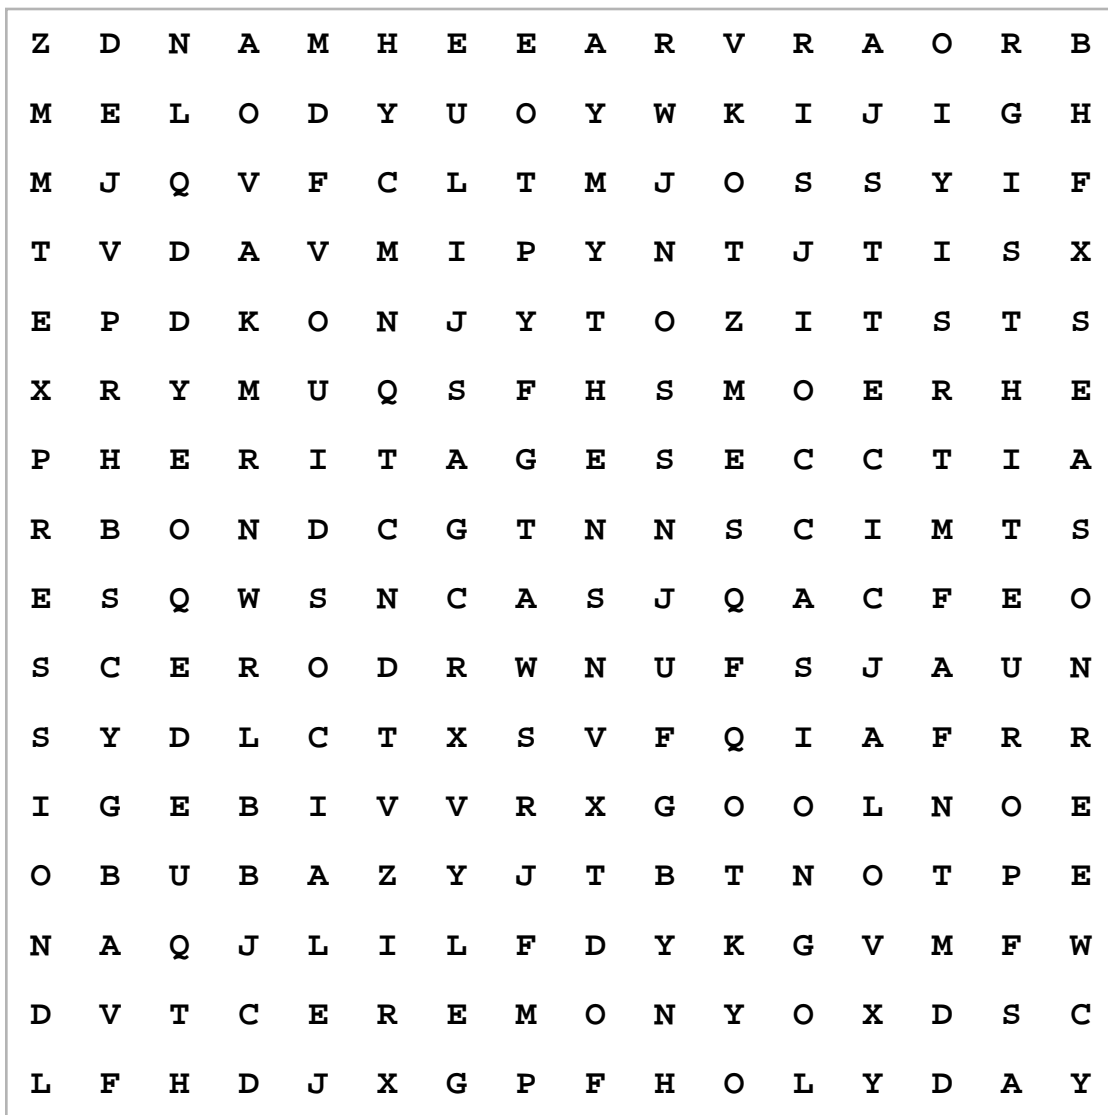 Z D N A M H E E A R V R A O R B
M E L O D Y U O Y W K I J I G H
M J Q V F C L T M J O S S Y I F
T V D A V M I P Y N T J T I S X
E P D K O N J Y T O Z I T S T S
X R Y M U Q S F H S M O E R H E
P H E R I T A G E S E C C T I A
R B O N D C G T N N S C I M T S
E S Q W S N C A S J Q A C F E O
S C E R O D R W N U F S J A U N
S Y D L C T X S V F Q I A F R R
I G E B I V V R X G O O L N O E
O B U B A Z Y J T B T N O T P E
N A Q J L I L F D Y K G V M F W
D V T C E R E M O N Y O X D S C
L F H D J X G P F H O L Y D A Y